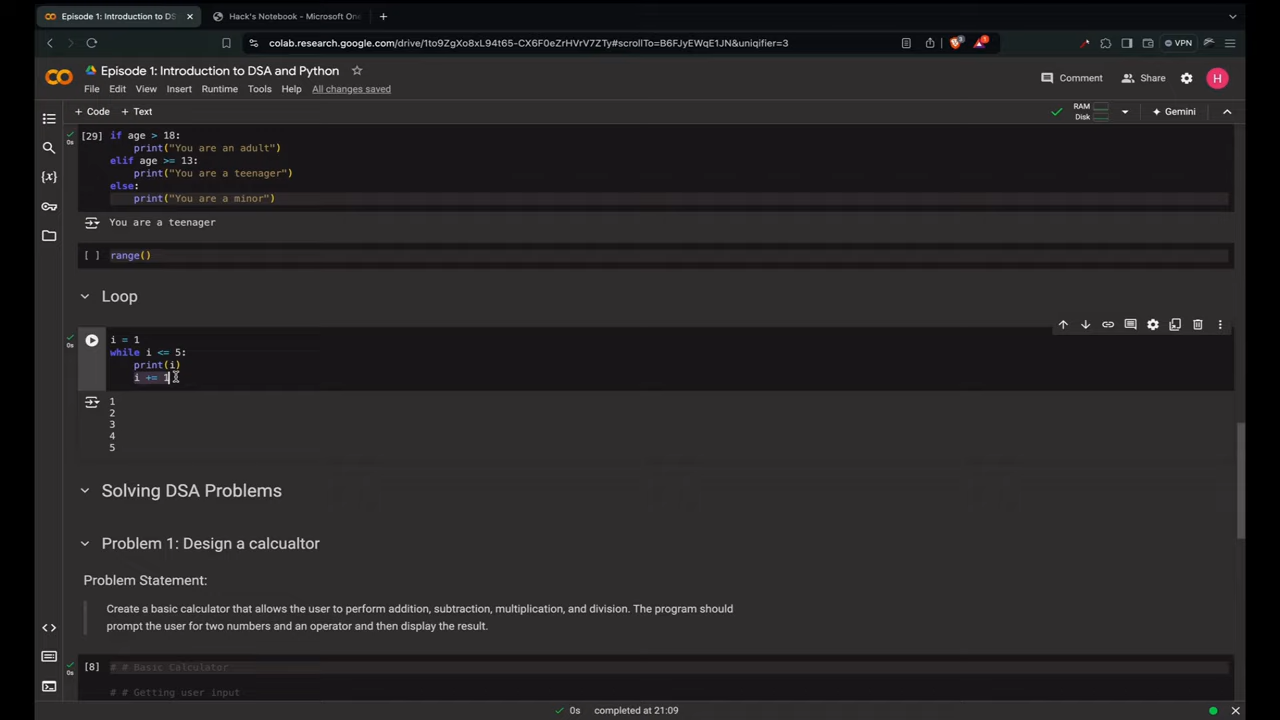 Episode 1: Introduction to DS
Hack's Notebook - Microsoft One
colab.research.google.com/drive/1to9ZgXo8xL94t65-CX6F0eZrHVrV7ZTy#scrollTo=B6FJyEWqE1JN&uniqifier=3
VPN
Episode 1: Introduction to DSA and Python
Comment
Share
H
File Edit View Insert Runtime Tools Help All changes saved
+ Code + Text
RAM
Disk
Gemini
[29] if age > 18:
0s
print("You are an adult")
elif age >= 13:
print("You are a teenager")
else:
print("You are a minor")
You are a teenager
[ ] range()
Loop
i = 1
0s
while i <= 5:
print(i)
i += 1
1
2
3
4
5
Solving DSA Problems
Problem 1: Design a calcualtor
Problem Statement:
Create a basic calculator that allows the user to perform addition, subtraction, multiplication, and division. The program should
prompt the user for two numbers and an operator and then display the result.
[8] # # Basic Calculator
0s
# # Getting user input
0s completed at 21:09